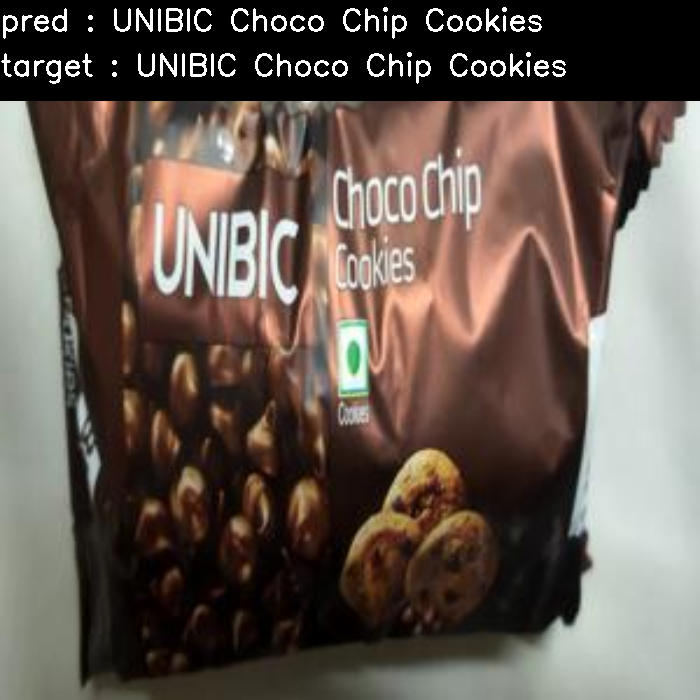 pred : UNIBIC Choco Chip Cookies
target : UNIBIC Choco Chip Cookies
UNIBIC
Choco Chip
Cookies
Cookies